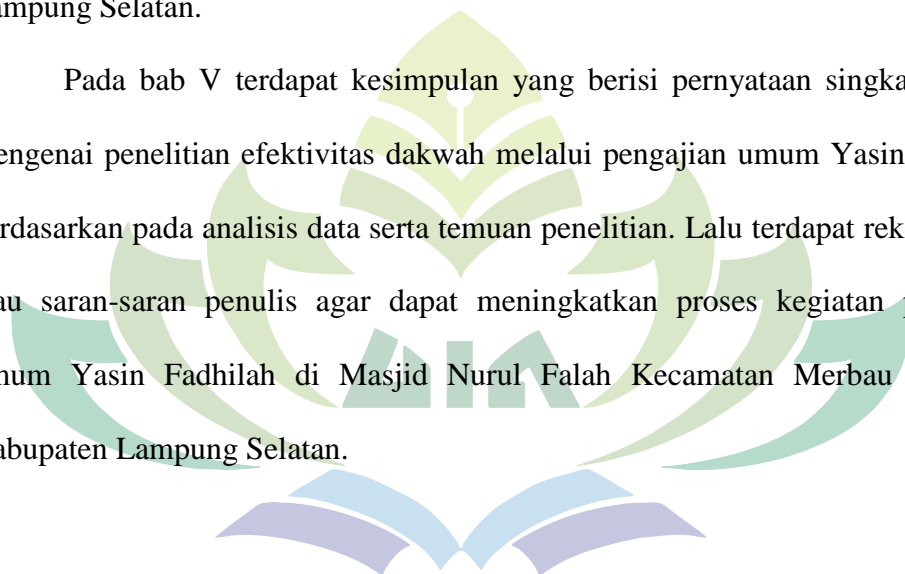 ampung Selatan.
Pada bab V terdapat kesimpulan yang berisi pernyataan singka
engenai penelitian efektivitas dakwah melalui pengajian umum Yasin
rdasarkan pada analisis data serta temuan penelitian. Lalu terdapat rek
au saran-saran penulis agar dapat meningkatkan proses kegiatan p
num Yasin Fadhilah di Masjid Nurul Falah Kecamatan Merbau
abupaten Lampung Selatan.